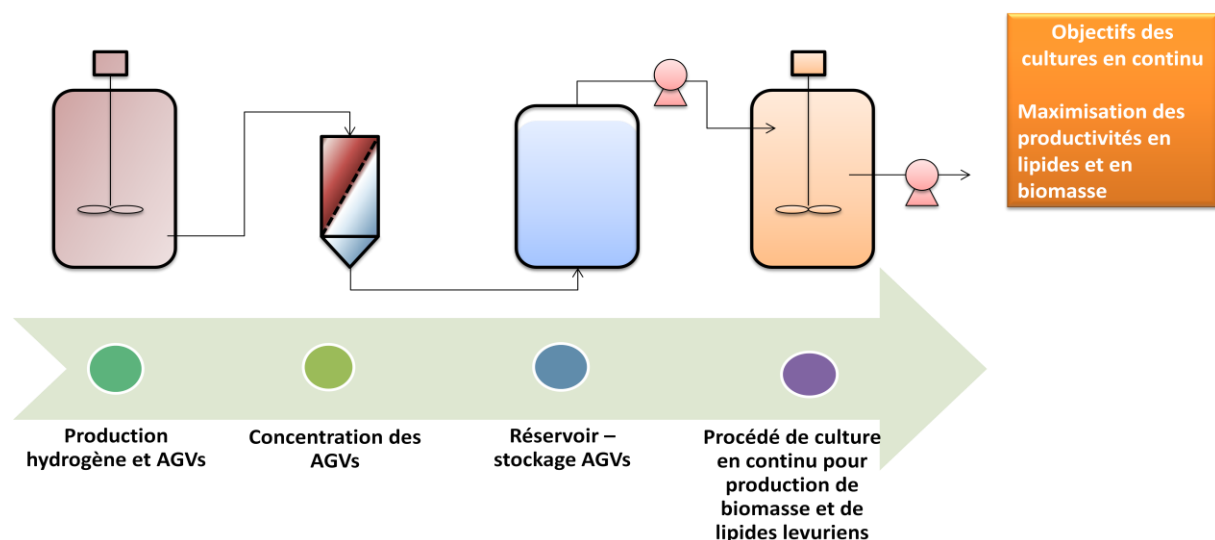 Objectifs des
cultures en continu
Maximisation des
productivités en
lipides et en
biomasse
Production
hydrogène et AGVs
Concentration des
AGVs
Réservoir –
stockage AGVs
Procédé de culture
en continu pour
production de
biomasse et de
lipides levuriens